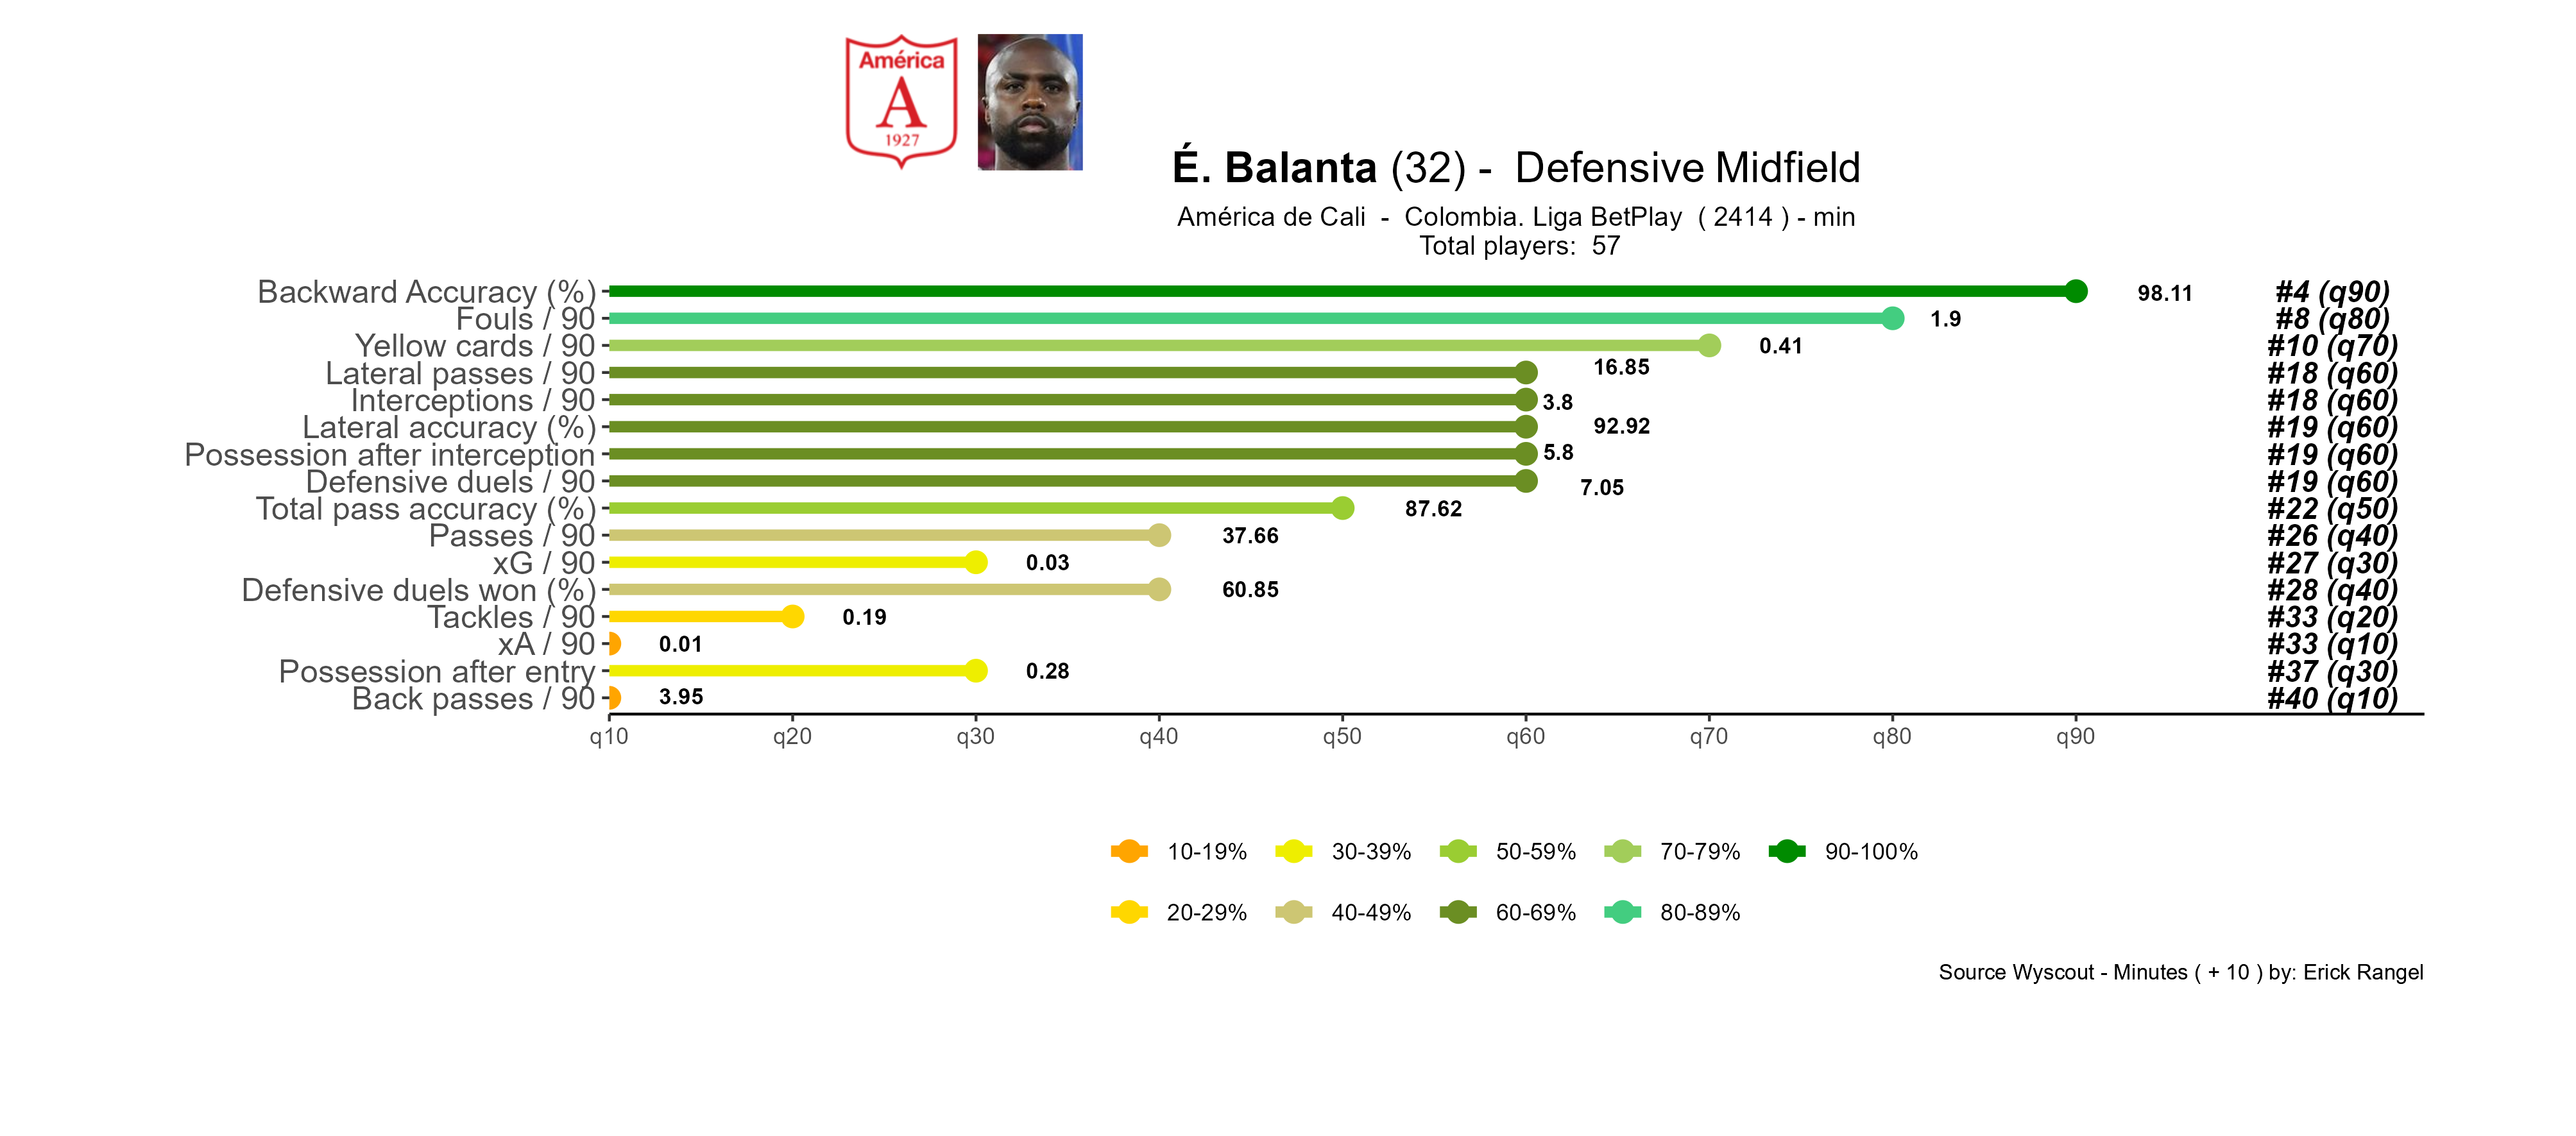 América
A
1927
É. Balanta (32) - Defensive Midfield
América de Cali - Colombia. Liga BetPlay ( 2414 ) - min
Total players: 57
Backward Accuracy (%) 98.11 #4 (q90)
Fouls / 90 1.9 #8 (q80)
Yellow cards / 90 0.41 #10 (q70)
Lateral passes / 90 16.85 #18 (q60)
Interceptions / 90 3.8 #18 (q60)
Lateral accuracy (%) 92.92 #19 (q60)
Possession after interception 5.8 #19 (q60)
Defensive duels / 90 7.05 #19 (q60)
Total pass accuracy (%) 87.62 #22 (q50)
Passes / 90 37.66 #26 (q40)
xG / 90 0.03 #27 (q30)
Defensive duels won (%) 60.85 #28 (q40)
Tackles / 90 0.19 #33 (q20)
xA / 90 0.01 #33 (q10)
Possession after entry 0.28 #37 (q30)
Back passes / 90 3.95 #40 (q10)
q10 q20 q30 q40 q50 q60 q70 q80 q90
10-19% 30-39% 50-59% 70-79% 90-100%
20-29% 40-49% 60-69% 80-89%
Source Wyscout - Minutes ( + 10 ) by: Erick Rangel